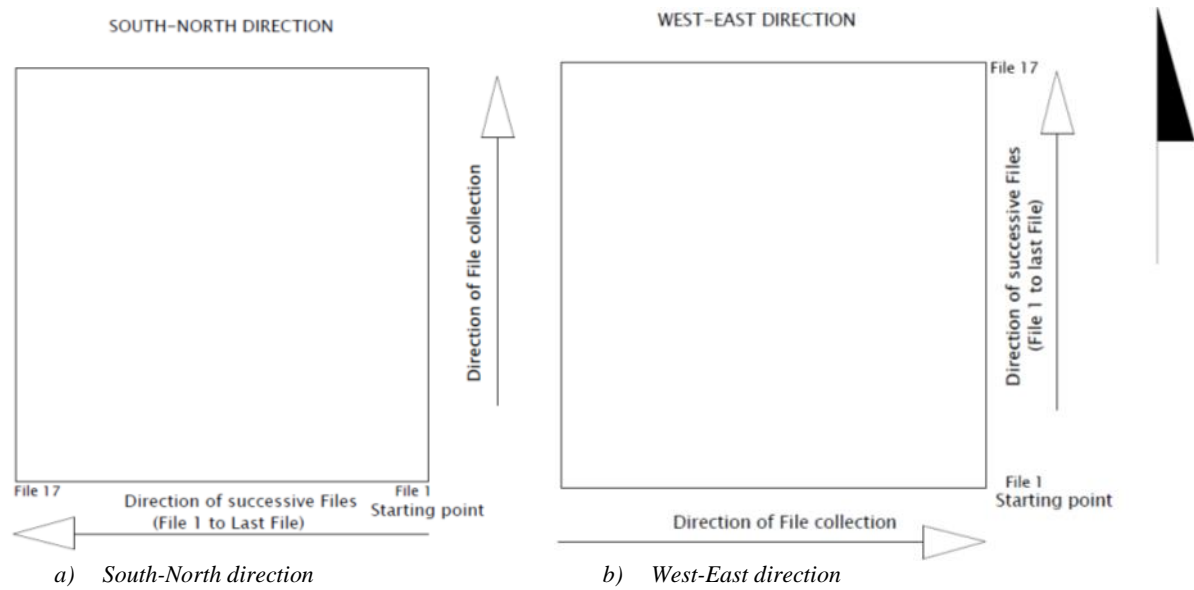 SOUTH-NORTH DIRECTION
Direction of File collection
File 17
File 1
Starting point
Direction of successive Files
(File 1 to Last File)
a) South-North direction
WEST-EAST DIRECTION
File 17
Direction of successive Files
(File 1 to last File)
File 1
Starting point
Direction of File collection
b) West-East direction